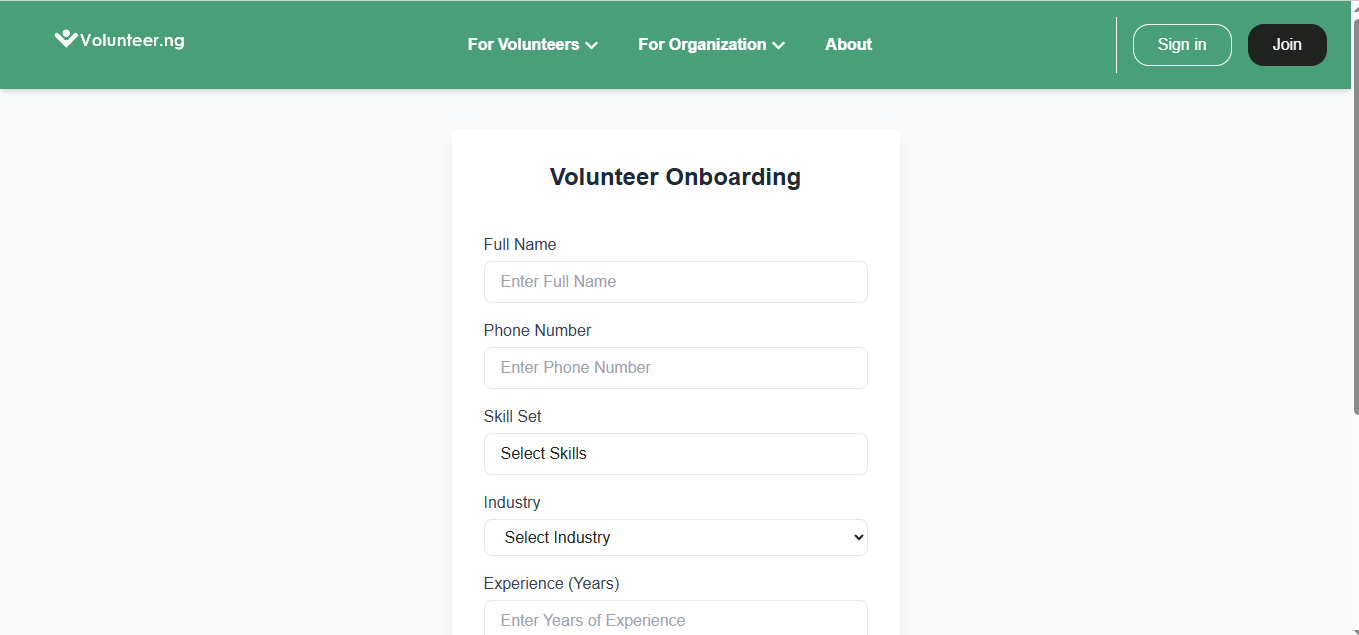 Volunteer.ng
For Volunteers
For Organization
About
Sign in
Join
Volunteer Onboarding
Full Name
Enter Full Name
Phone Number
Enter Phone Number
Skill Set
Select Skills
Industry
Select Industry
Experience (Years)
Enter Years of Experience